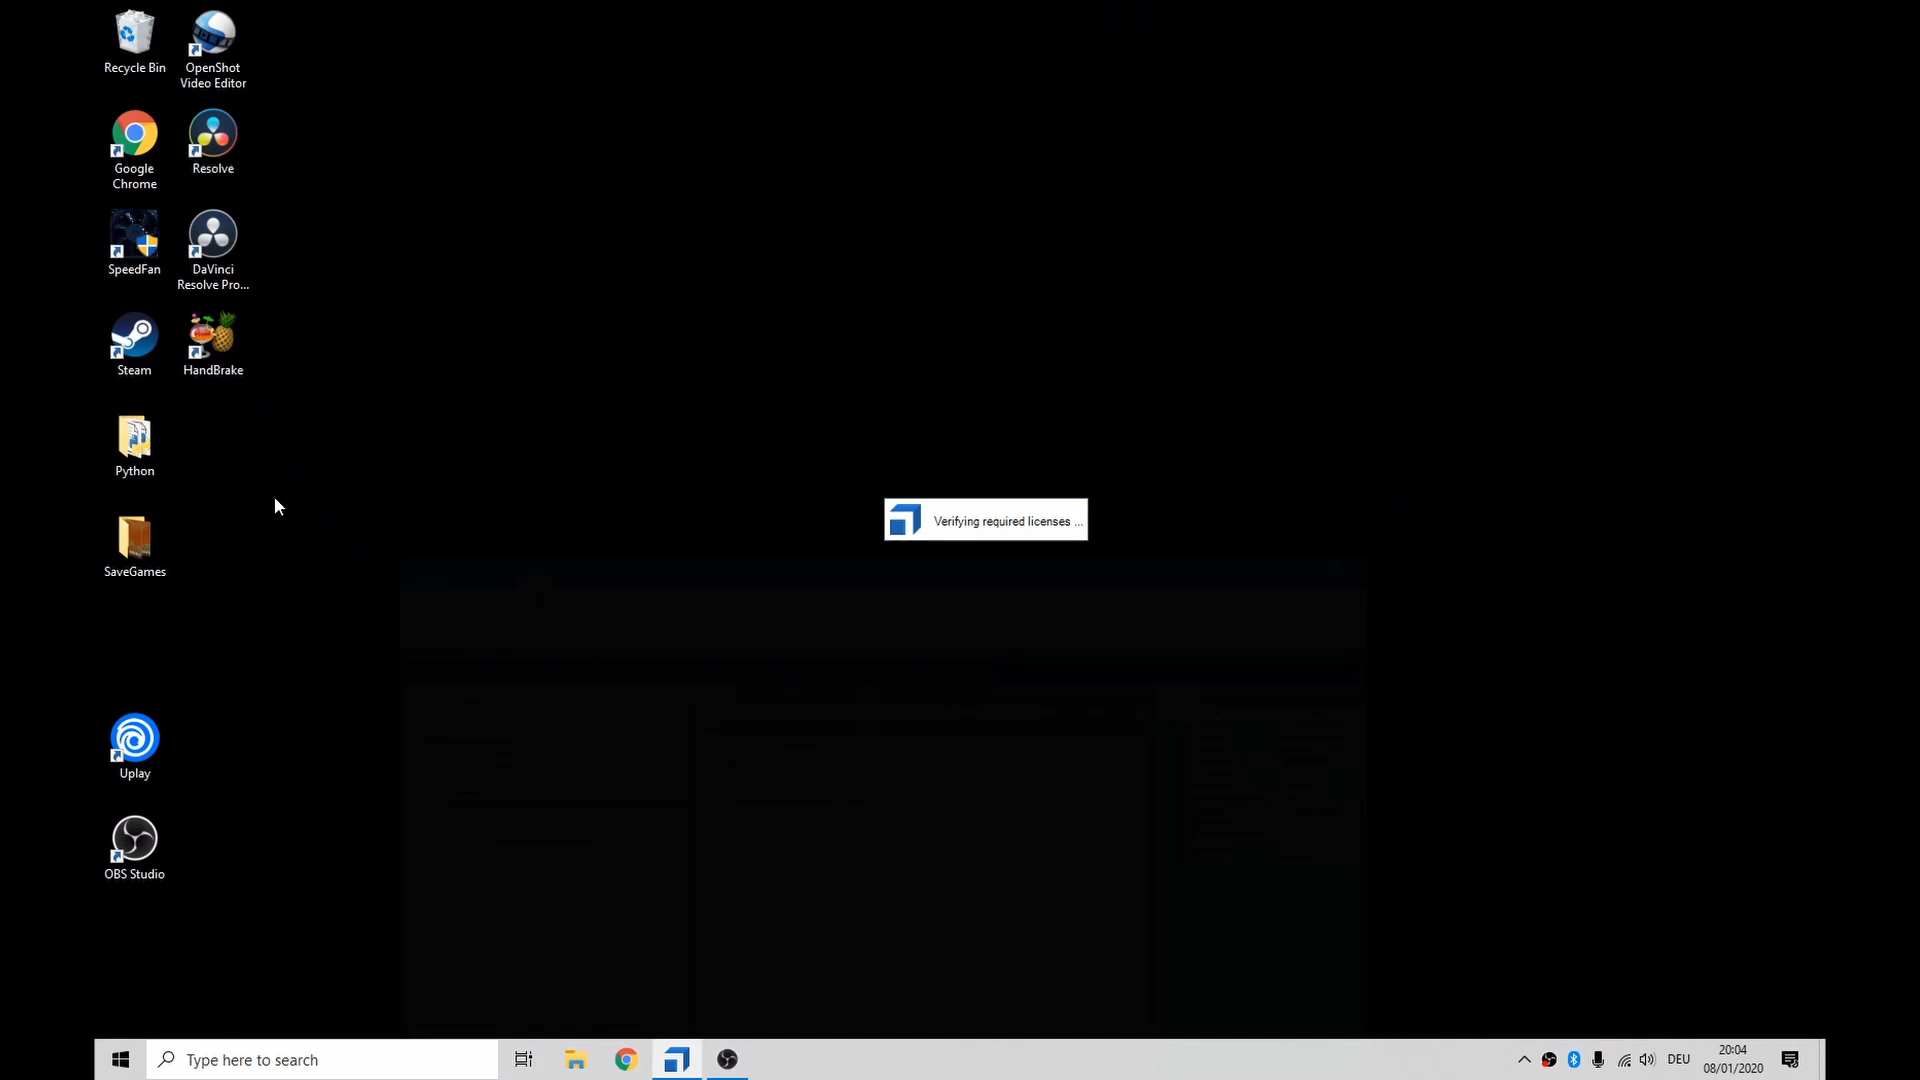 Recycle Bin
OpenShot
Video Editor
Google
Chrome
Resolve
SpeedFan
DaVinci
Resolve Pro...
Steam
HandBrake
Python
SaveGames
Uplay
OBS Studio
Verifying required licenses ...
Type here to search
DEU
20:04
08/01/2020